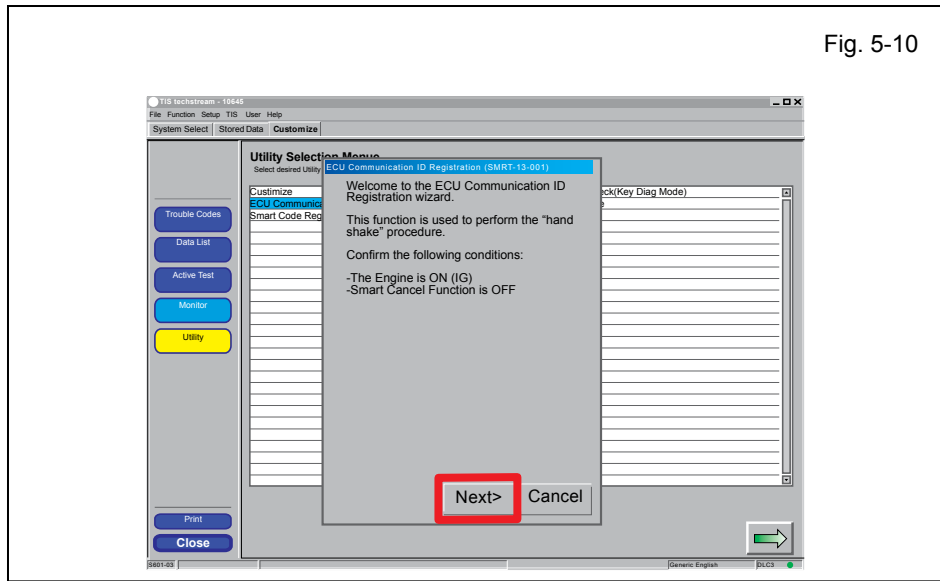 Fig. 5-10
TIS techstream - 10645
File Function Setup TIS User Help
System Select Stored Data Customize
Utility Selection Menue
Select desired Utility
ECU Communication ID Registration (SMRT-13-001)
Custimize
ck(Key Diag Mode)
ECU Communica
Smart Code Reg
Welcome to the ECU Communication ID
Registration wizard.
This function is used to perform the “hand
shake” procedure.
Confirm the following conditions:
-The Engine is ON (IG)
-Smart Cancel Function is OFF
Trouble Codes
Data List
Active Test
Monitor
Utility
Next>
Cancel
Print
Close
S601-03
Generic English
DLC3